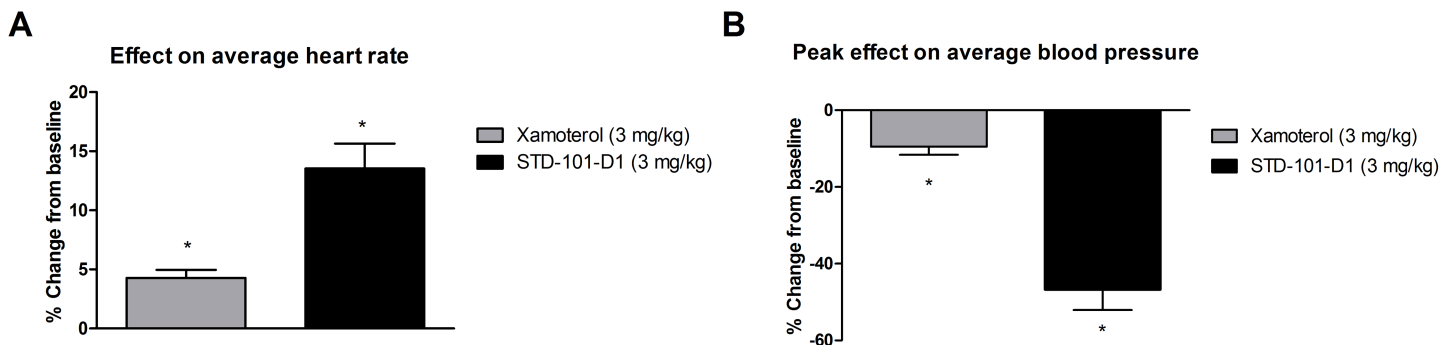 A
Effect on average heart rate
% Change from baseline
20
15
10
5
0
*
*
Xamoterol (3 mg/kg)
STD-101-D1 (3 mg/kg)
B
Peak effect on average blood pressure
% Change from baseline
0
-20
-40
-60
*
*
Xamoterol (3 mg/kg)
STD-101-D1 (3 mg/kg)